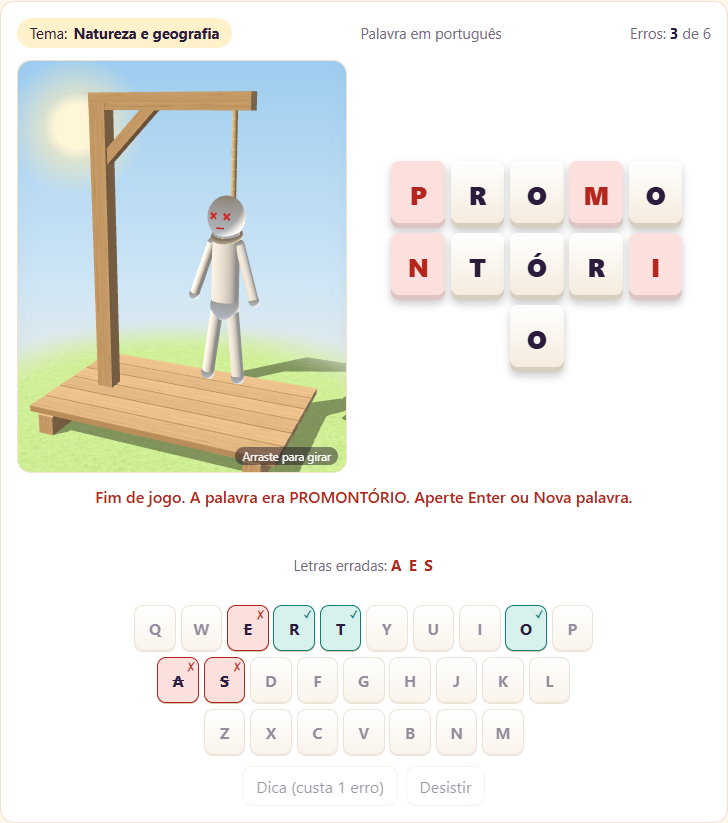 Tema: Natureza e geografia
Palavra em português
Erros: 3 de 6
P R O M O
N T Ó R I
O
Arraste para girar
Fim de jogo. A palavra era PROMONTÓRIO. Aperte Enter ou Nova palavra.
Letras erradas: A E S
Q W E ✗ R ✓ T ✓ Y U I O ✓ P
A ✗ S ✗ D F G H J K L
Z X C V B N M
Dica (custa 1 erro) Desistir